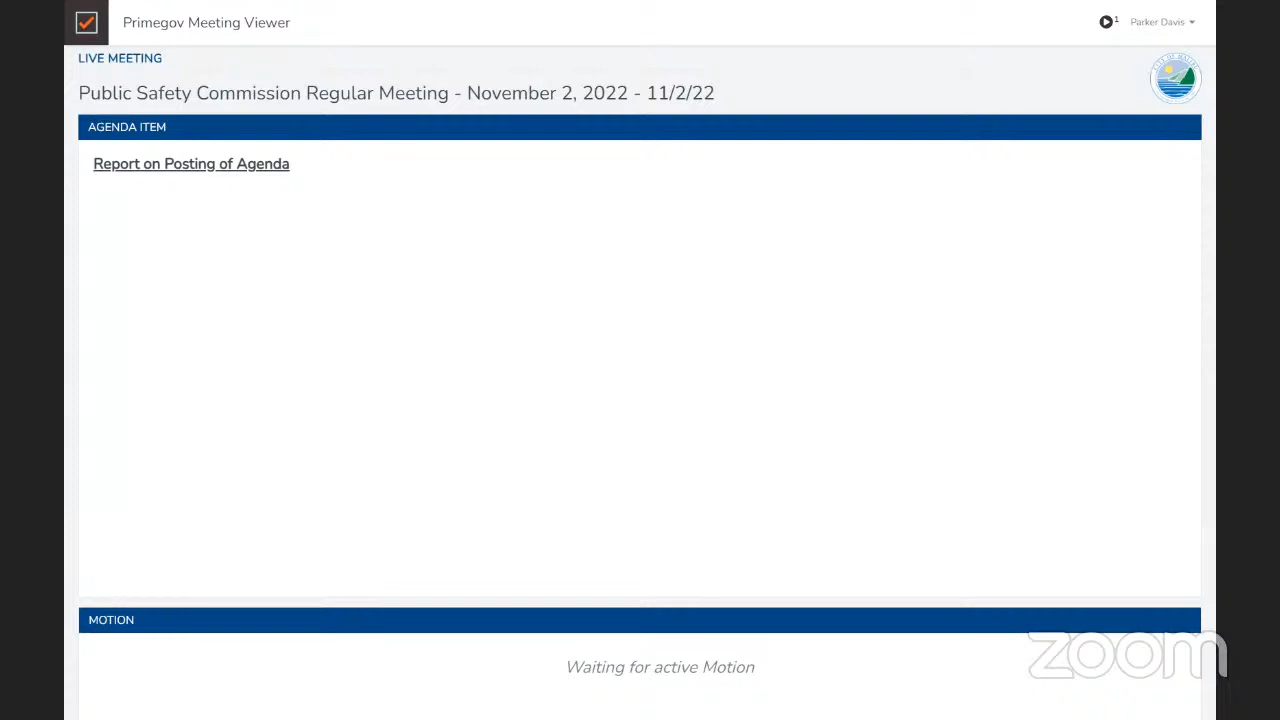 Primegov Meeting Viewer
1
Parker Davis
LIVE MEETING
Public Safety Commission Regular Meeting - November 2, 2022 - 11/2/22
AGENDA ITEM
Report on Posting of Agenda
MOTION
Waiting for active Motion
zoom